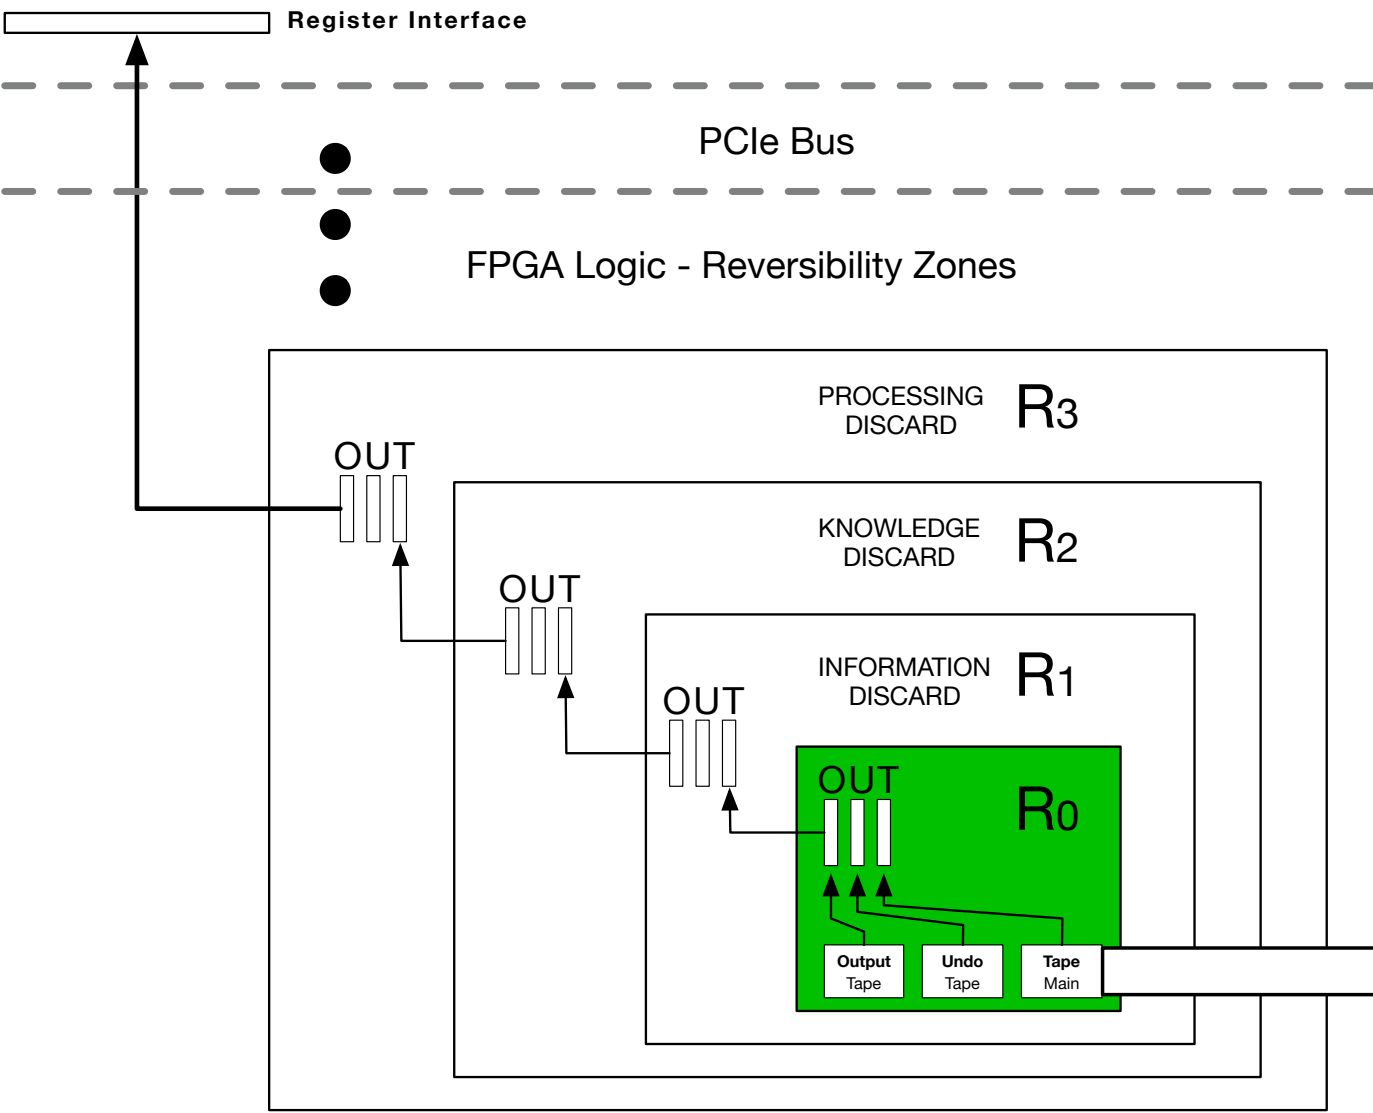 Register Interface
PCIe Bus
FPGA Logic - Reversibility Zones
PROCESSING
DISCARD
R3
OUT
KNOWLEDGE
DISCARD
R2
OUT
INFORMATION
DISCARD
R1
OUT
OUT
R0
Output
Tape
Undo
Tape
Tape
Main